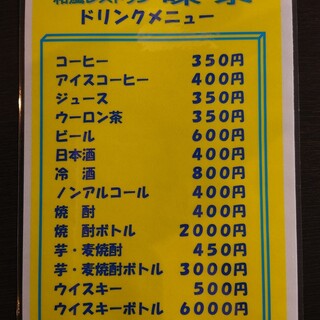 ドリンクメニュー
コーヒー 350円
アイスコーヒー 400円
ジュース 350円
ウーロン茶 350円
ビール 600円
日本酒 400円
冷 酒 800円
ノンアルコール 400円
焼 酎 400円
焼 酎ボトル 2000円
芋・麦焼酎 450円
芋・麦焼酎ボトル 3000円
ウイスキー 500円
ウイスキーボトル 6000円